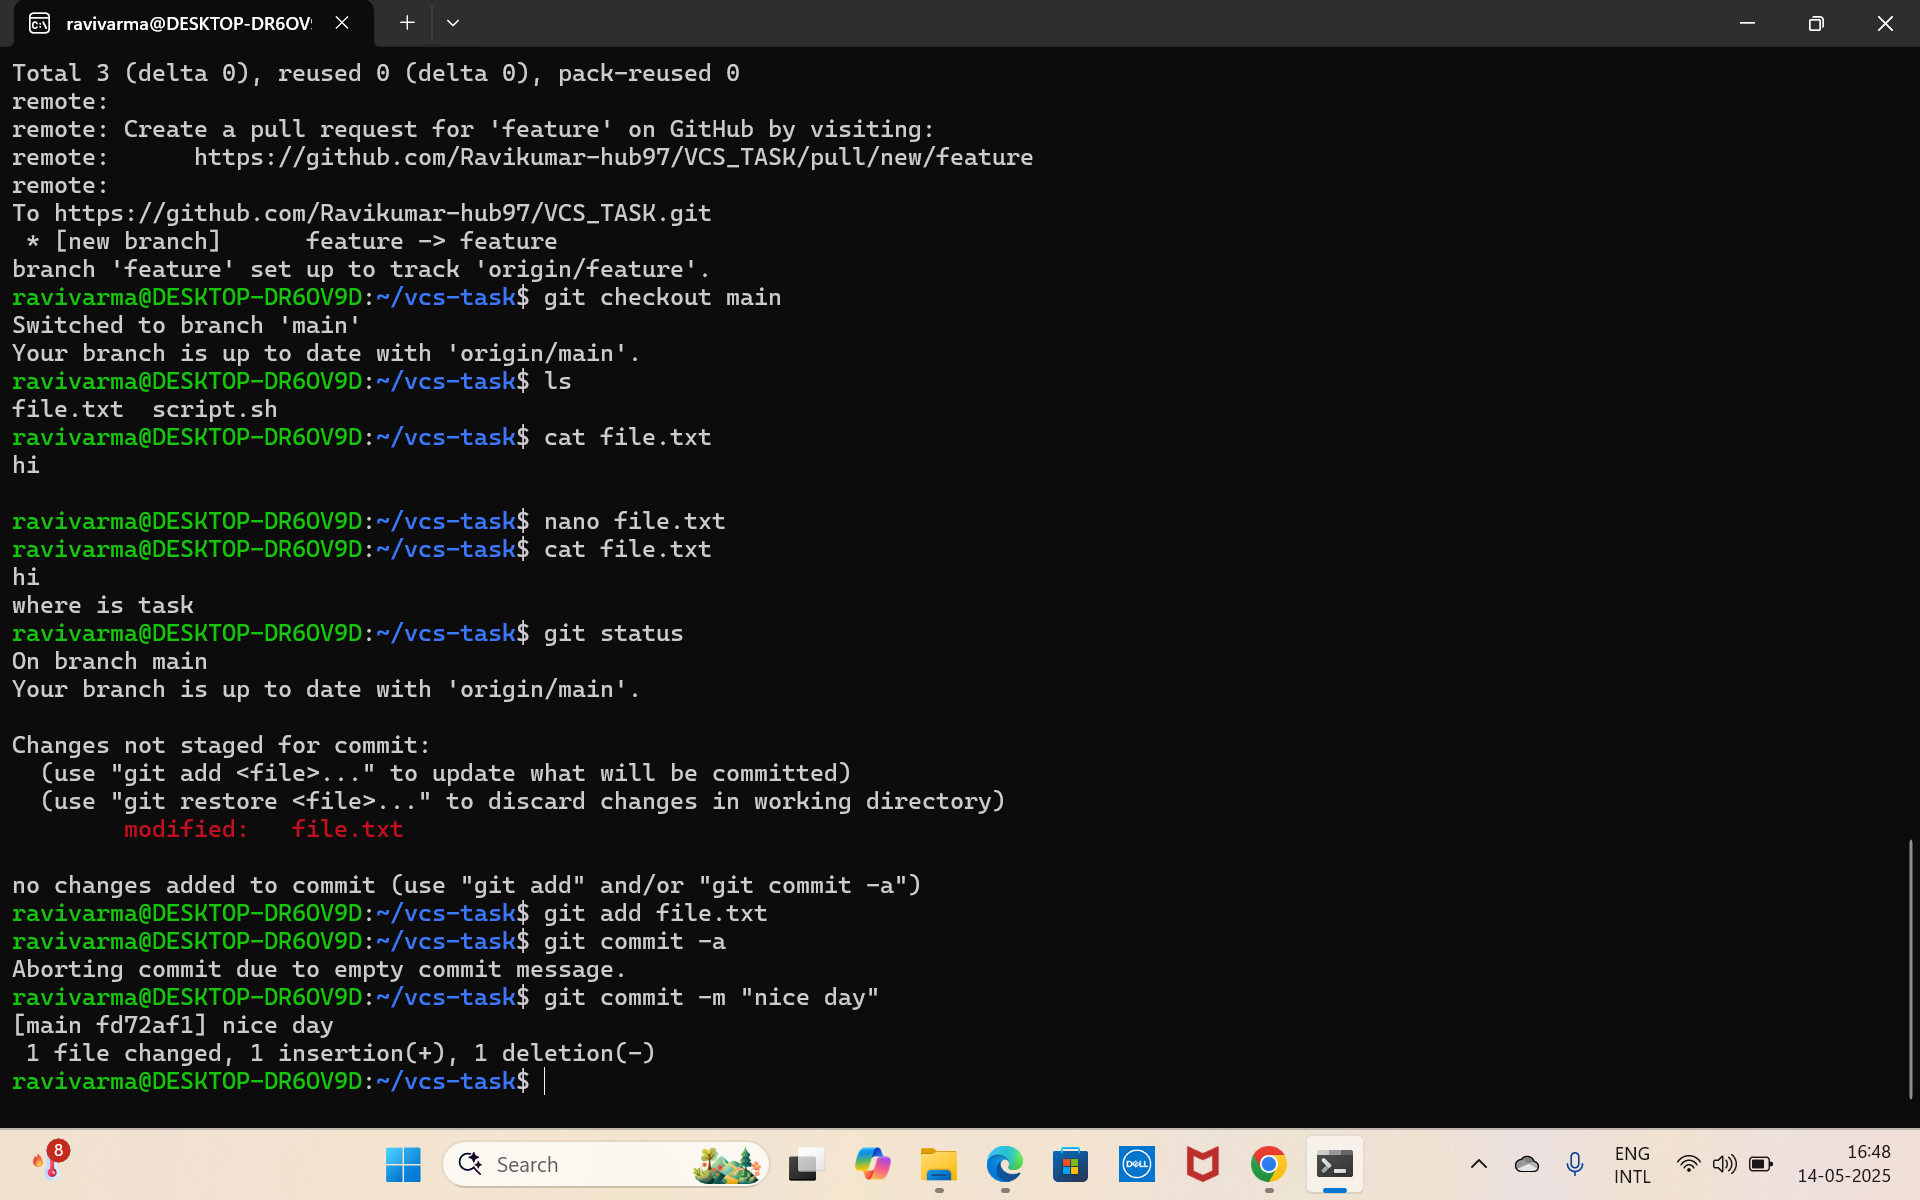 ravivarma@DESKTOP-DR6OV9
Total 3 (delta 0), reused 0 (delta 0), pack-reused 0
remote:
remote: Create a pull request for 'feature' on GitHub by visiting:
remote:      https://github.com/Ravikumar-hub97/VCS_TASK/pull/new/feature
remote:
To https://github.com/Ravikumar-hub97/VCS_TASK.git
 * [new branch]      feature -> feature
branch 'feature' set up to track 'origin/feature'.
ravivarma@DESKTOP-DR6OV9D:~/vcs-task$ git checkout main
Switched to branch 'main'
Your branch is up to date with 'origin/main'.
ravivarma@DESKTOP-DR6OV9D:~/vcs-task$ ls
file.txt  script.sh
ravivarma@DESKTOP-DR6OV9D:~/vcs-task$ cat file.txt
hi
ravivarma@DESKTOP-DR6OV9D:~/vcs-task$ nano file.txt
ravivarma@DESKTOP-DR6OV9D:~/vcs-task$ cat file.txt
hi
where is task
ravivarma@DESKTOP-DR6OV9D:~/vcs-task$ git status
On branch main
Your branch is up to date with 'origin/main'.
Changes not staged for commit:
  (use "git add <file>..." to update what will be committed)
  (use "git restore <file>..." to discard changes in working directory)
        modified:   file.txt
no changes added to commit (use "git add" and/or "git commit -a")
ravivarma@DESKTOP-DR6OV9D:~/vcs-task$ git add file.txt
ravivarma@DESKTOP-DR6OV9D:~/vcs-task$ git commit -a
Aborting commit due to empty commit message.
ravivarma@DESKTOP-DR6OV9D:~/vcs-task$ git commit -m "nice day"
[main fd72af1] nice day
 1 file changed, 1 insertion(+), 1 deletion(-)
ravivarma@DESKTOP-DR6OV9D:~/vcs-task$
8
Search
DELL
ENG
INTL
16:48
14-05-2025